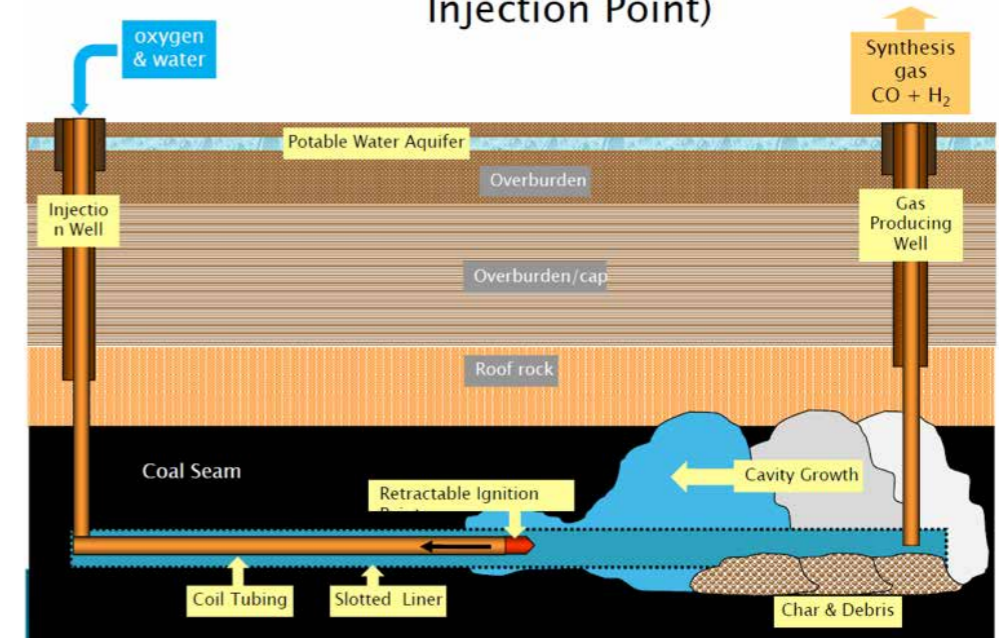 Injection Point)
oxygen
& water
Synthesis
gas
CO + H₂
Potable Water Aquifer
Overburden
Injectio
n Well
Gas
Producing
Well
Overburden/cap
Roof rock
Coal Seam
Cavity Growth
Retractable Ignition
Coil Tubing
Slotted Liner
Char & Debris